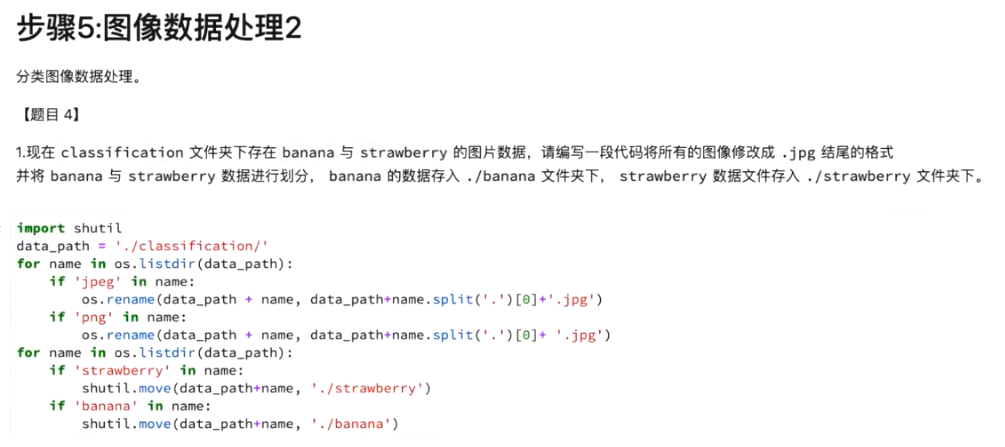 步骤5:图像数据处理2
分类图像数据处理。
【题目 4】
1.现在 classification 文件夹下存在 banana 与 strawberry 的图片数据，请编写一段代码将所有的图像修改成 .jpg 结尾的格式
并将 banana 与 strawberry 数据进行划分， banana 的数据存入 ./banana 文件夹下， strawberry 数据文件存入 ./strawberry 文件夹下。
import shutil
data_path = './classification/'
for name in os.listdir(data_path):
    if 'jpeg' in name:
        os.rename(data_path + name, data_path+name.split('.')[0]+'.jpg')
    if 'png' in name:
        os.rename(data_path + name, data_path+name.split('.')[0]+ '.jpg')
for name in os.listdir(data_path):
    if 'strawberry' in name:
        shutil.move(data_path+name, './strawberry')
    if 'banana' in name:
        shutil.move(data_path+name, './banana')